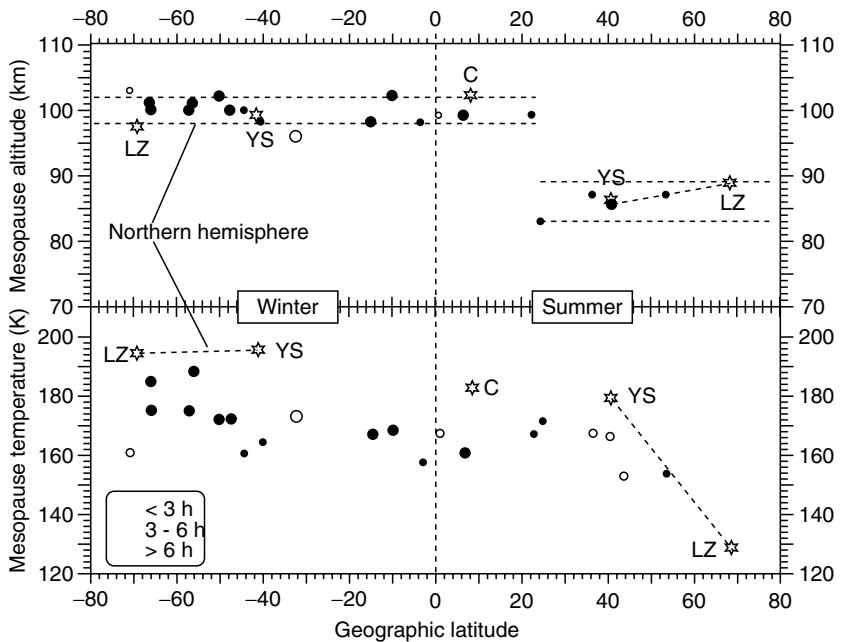 −80 −60 −40 −20 0 20 40 60 80
Mesopause altitude (km)
110
100
90
80
70
110
100
90
80
70
C
LZ
YS
YS
LZ
Northern hemisphere
Winter
Summer
Mesopause temperature (K)
200
180
160
140
120
200
180
160
140
120
LZ
YS
C
YS
LZ
< 3 h
3 - 6 h
> 6 h
−80 −60 −40 −20 0 20 40 60 80
Geographic latitude